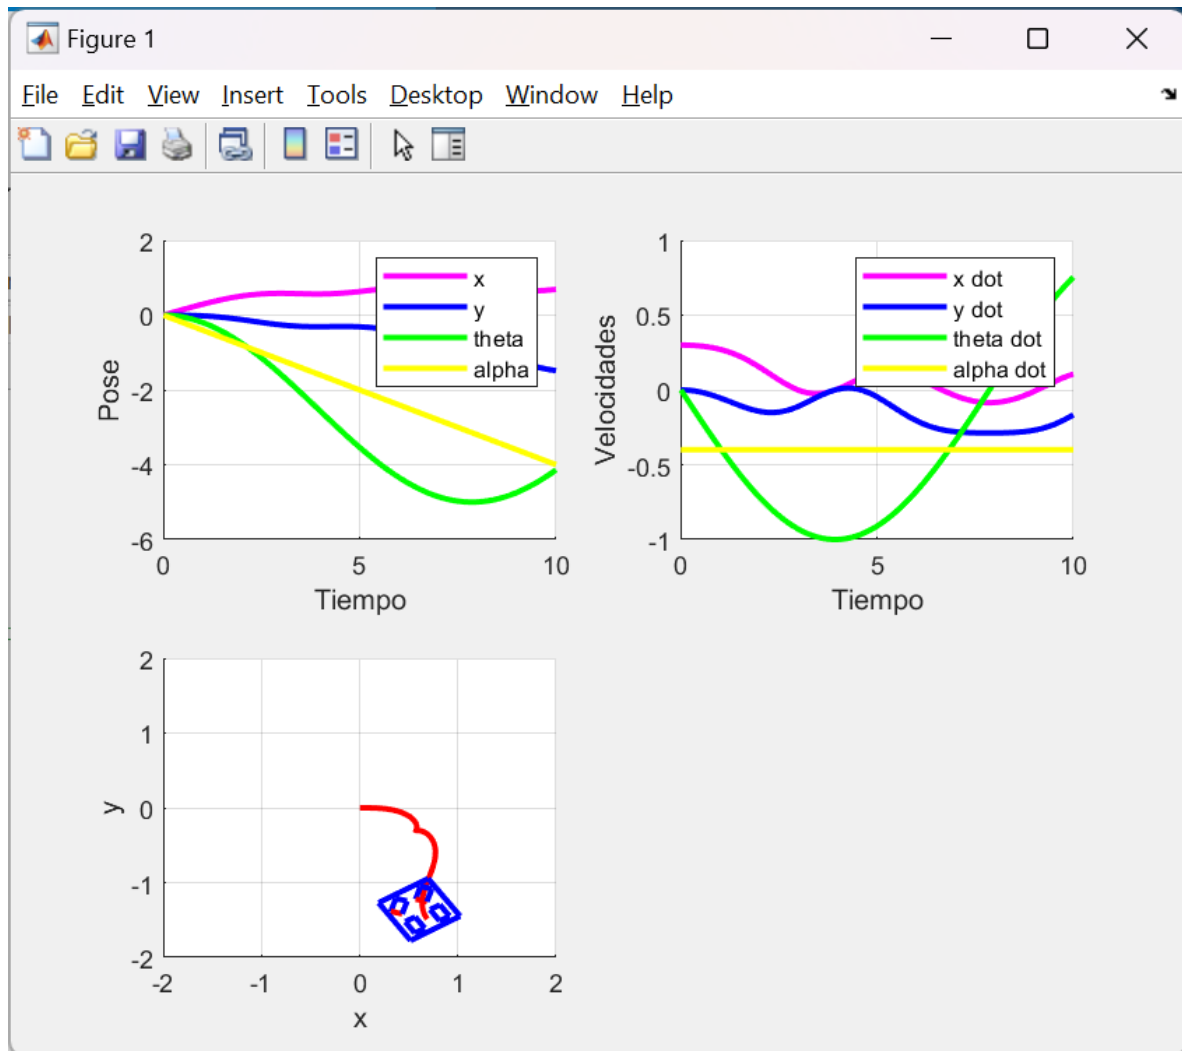 Figure 1
File Edit View Insert Tools Desktop Window Help
2
0
-2
-4
-6
0 5 10
Pose
Tiempo
x
y
theta
alpha
1
0.5
0
-0.5
-1
0 5 10
Velocidades
Tiempo
x dot
y dot
theta dot
alpha dot
2
1
0
-1
-2
-2 -1 0 1 2
y
x